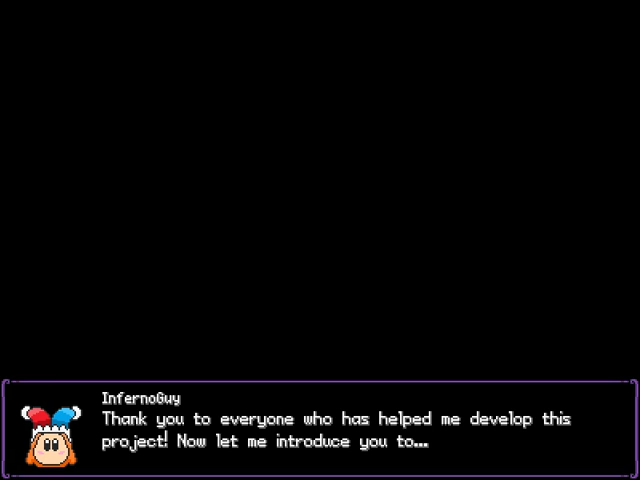 InfernoGuy
Thank you to everyone who has helped me develop this
project! Now let me introduce you to...